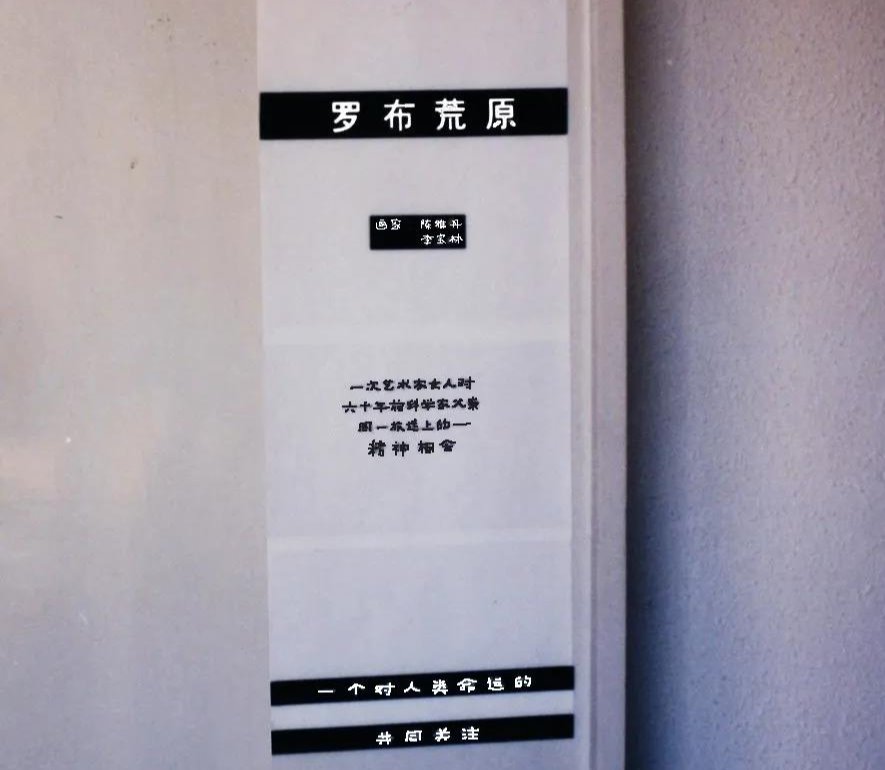 罗布荒原
画家 陈雅丹
李宝林
一次艺术家女人对
六十年前科学家父亲
同一旅途上的一
精神相会
一个对人类命运的
共同关注